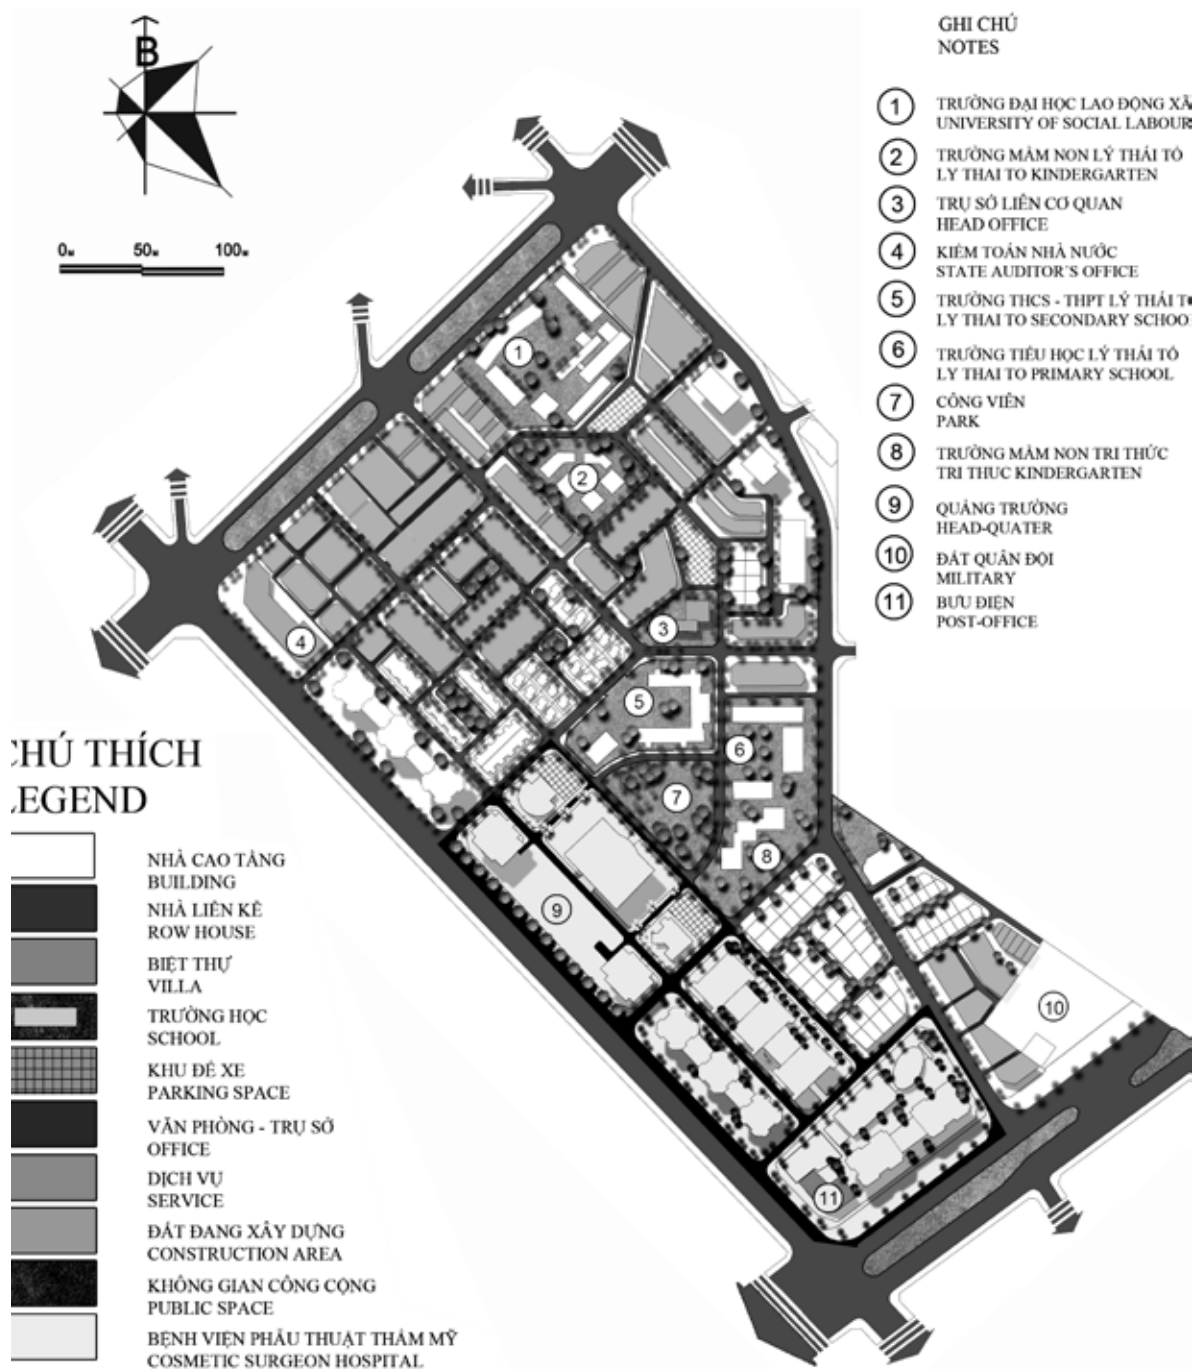 B
0M 50M 100M
GHI CHÚ
NOTES
1 TRƯỜNG ĐẠI HỌC LAO ĐỘNG XÃ
UNIVERSITY OF SOCIAL LABOUR
2 TRƯỜNG MẦM NON LÝ THÁI TỔ
LY THAI TO KINDERGARTEN
3 TRỤ SỞ LIÊN CƠ QUAN
HEAD OFFICE
4 KIỂM TOÁN NHÀ NƯỚC
STATE AUDITOR'S OFFICE
5 TRƯỜNG THCS - THPT LÝ THÁI T
LY THAI TO SECONDARY SCHOO
6 TRƯỜNG TIỂU HỌC LÝ THÁI TỔ
LY THAI TO PRIMARY SCHOOL
7 CÔNG VIÊN
PARK
8 TRƯỜNG MẦM NON TRI THỨC
TRI THUC KINDERGARTEN
9 QUẢNG TRƯỜNG
HEAD-QUATER
10 ĐẤT QUÂN ĐỘI
MILITARY
11 BƯU ĐIỆN
POST-OFFICE
1
2
3
4
5
6
7
8
9
10
11
CHÚ THÍCH
LEGEND
NHÀ CAO TẦNG
BUILDING
NHÀ LIỀN KỀ
ROW HOUSE
BIỆT THỰ
VILLA
TRƯỜNG HỌC
SCHOOL
KHU ĐỂ XE
PARKING SPACE
VĂN PHÒNG - TRỤ SỞ
OFFICE
DỊCH VỤ
SERVICE
ĐẤT ĐANG XÂY DỰNG
CONSTRUCTION AREA
KHÔNG GIAN CÔNG CỘNG
PUBLIC SPACE
BỆNH VIỆN PHẪU THUẬT THẨM MỸ
COSMETIC SURGEON HOSPITAL